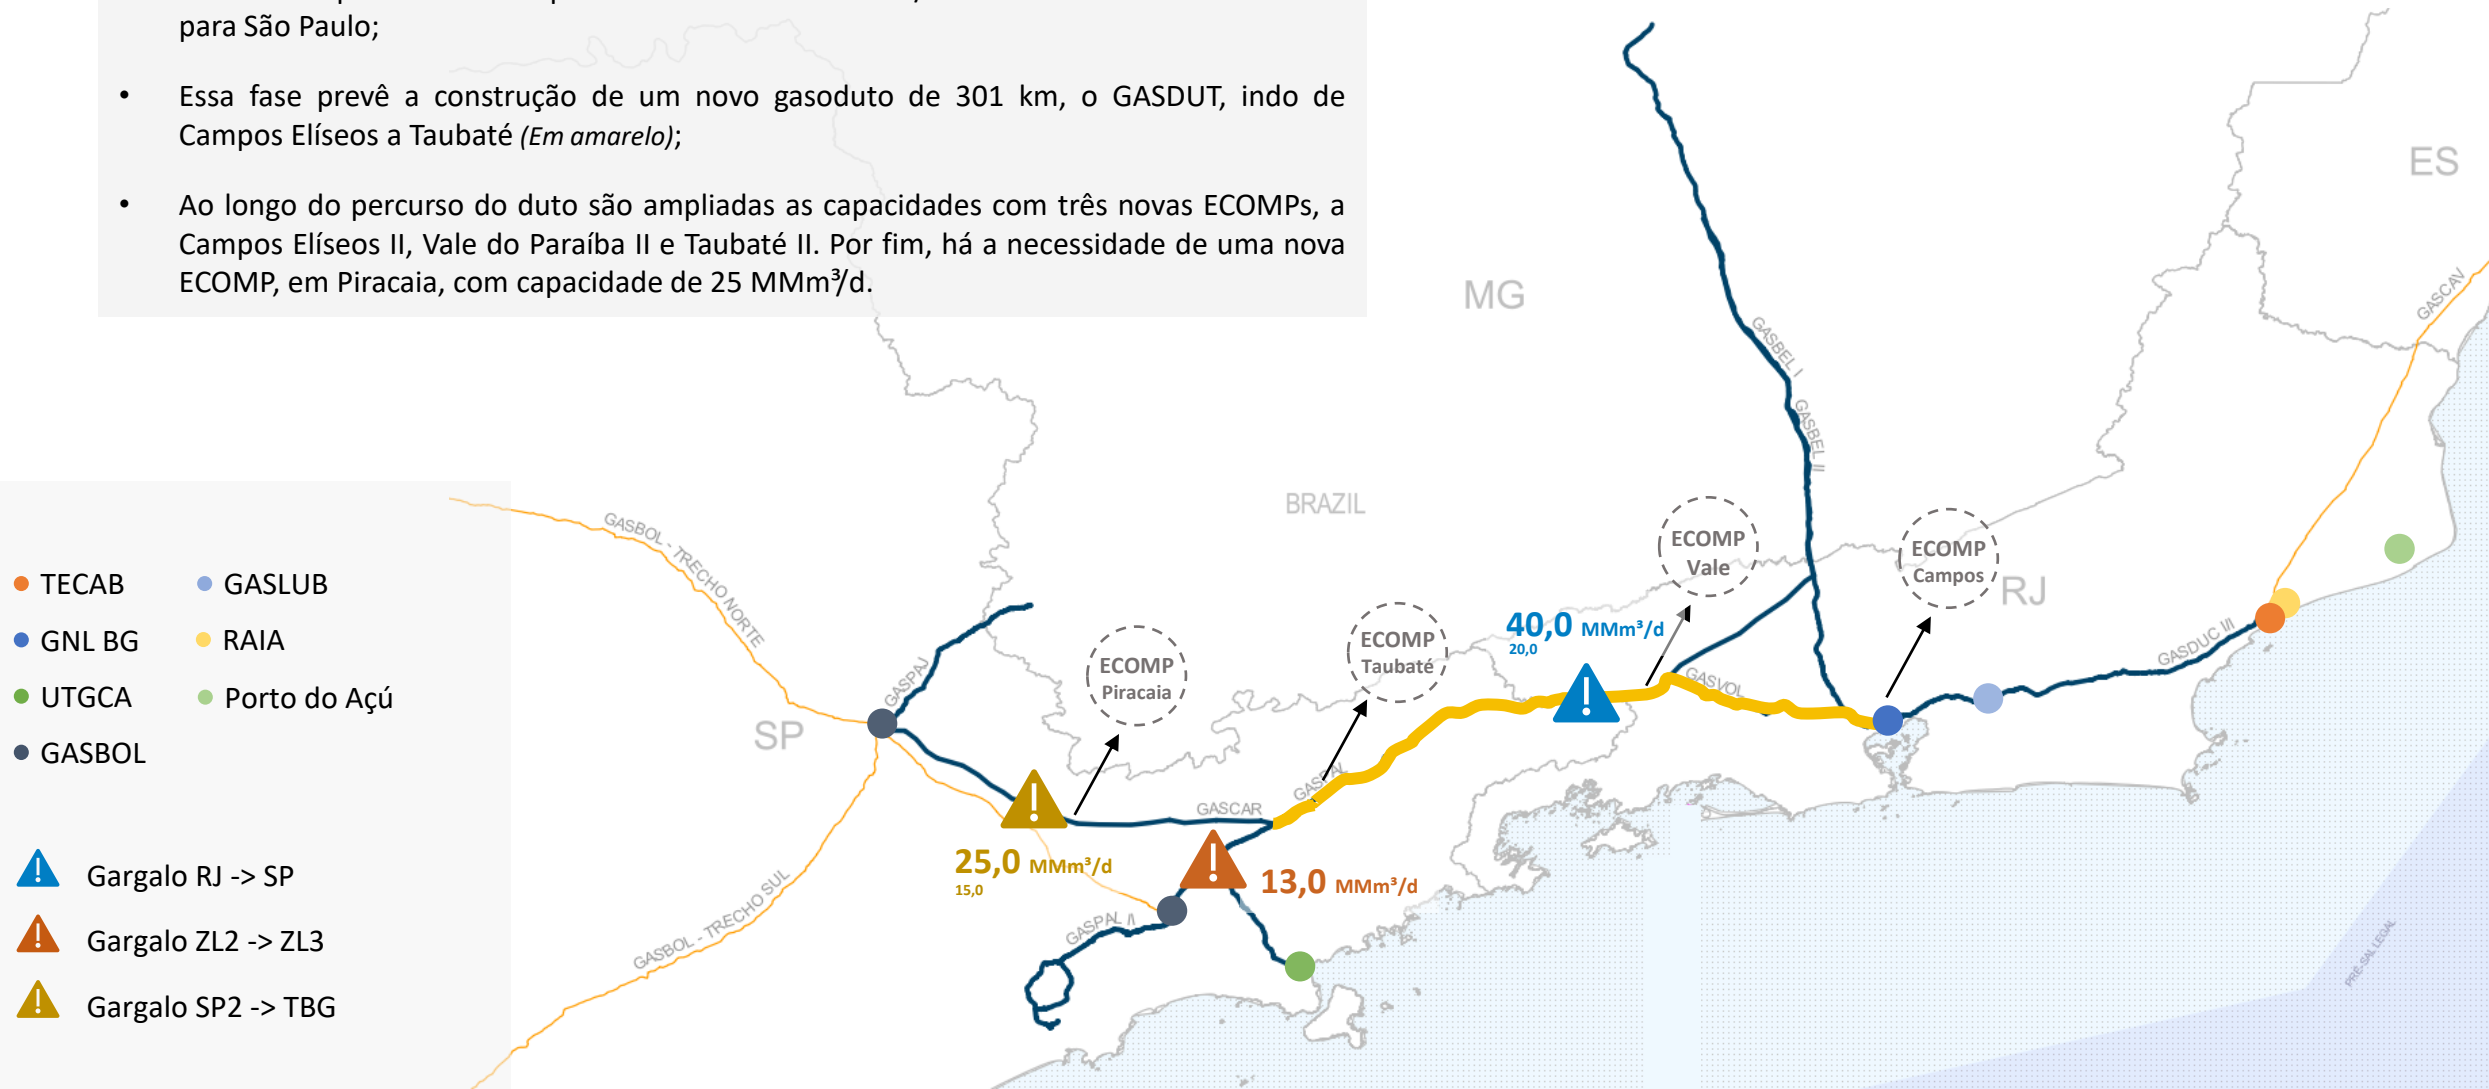 para São Paulo;
• Essa fase prevê a construção de um novo gasoduto de 301 km, o GASDUT, indo de
Campos Elíseos a Taubaté (Em amarelo);
• Ao longo do percurso do duto são ampliadas as capacidades com três novas ECOMPs, a
Campos Elíseos II, Vale do Paraíba II e Taubaté II. Por fim, há a necessidade de uma nova
ECOMP, em Piracaia, com capacidade de 25 MMm³/d.
ES
MG
GASCAV
GASBEL I
GASBEL II
BRAZIL
GASBOL - TRECHO NORTE
ECOMP
Vale
ECOMP
Campos
RJ
TECAB
GASLUB
GNL BG
RAIA
UTGCA
Porto do Açú
GASBOL
ECOMP
Piracaia
ECOMP
Taubaté
40,0 MMm³/d
20,0
GASDUC III
GASPAJ
GASVOL
SP
GASPAL
GASCAR
25,0 MMm³/d
15,0
13,0 MMm³/d
GASPAL II
GASBOL - TRECHO SUL
PRÉ-SAL LEGAL
Gargalo RJ -> SP
Gargalo ZL2 -> ZL3
Gargalo SP2 -> TBG